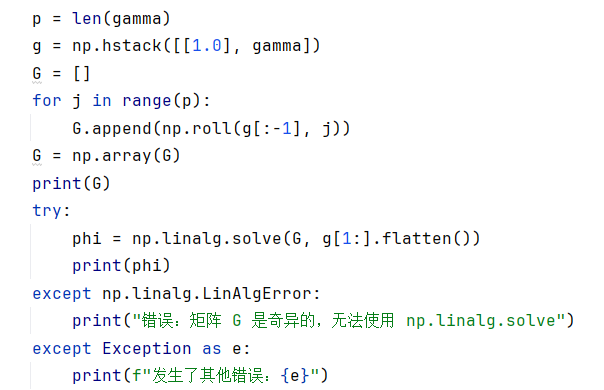 p = len(gamma)
g = np.hstack([[1.0], gamma])
G = []
for j in range(p):
    G.append(np.roll(g[:-1], j))
G = np.array(G)
print(G)
try:
    phi = np.linalg.solve(G, g[1:].flatten())
    print(phi)
except np.linalg.LinAlgError:
    print("错误：矩阵 G 是奇异的，无法使用 np.linalg.solve")
except Exception as e:
    print(f"发生了其他错误：{e}")